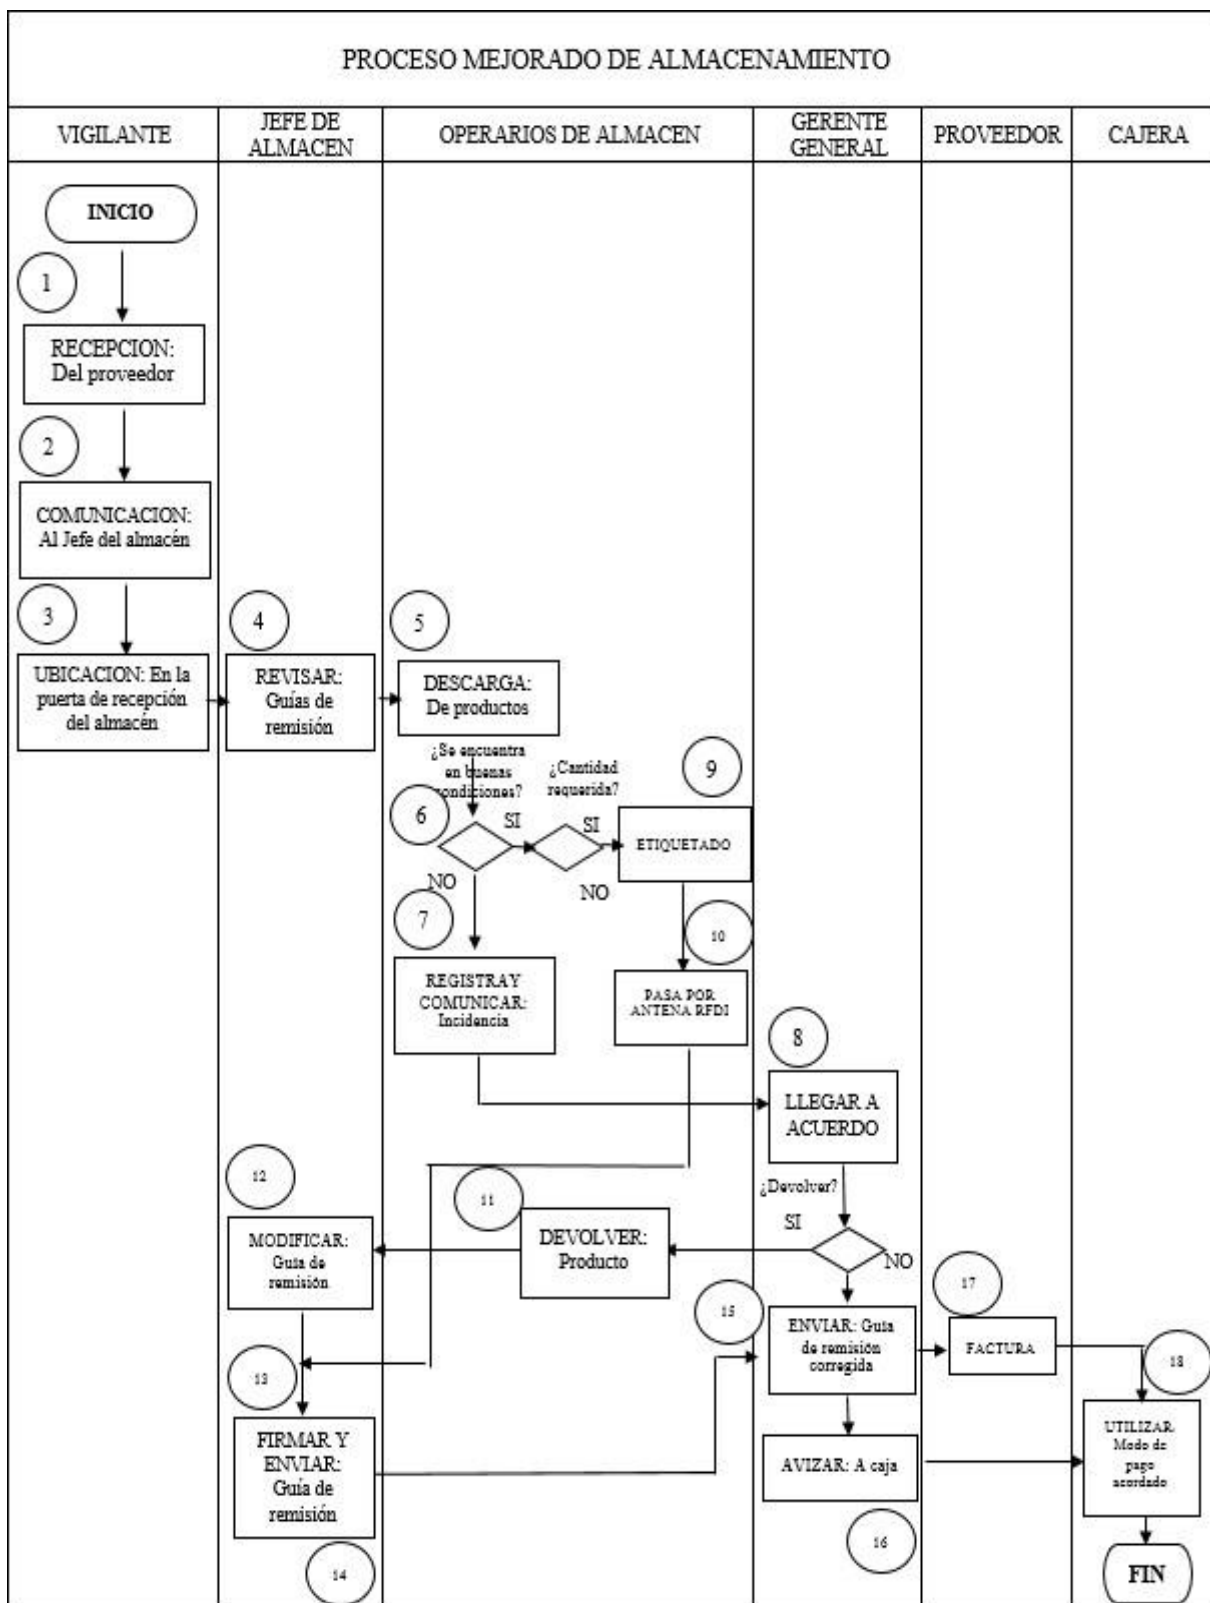 PROCESO MEJORADO DE ALMACENAMIENTO
VIGILANTE
JEFE DE
ALMACEN
OPERARIOS DE ALMACEN
GERENTE
GENERAL
PROVEEDOR
CAJERA
INICIO
1
RECEPCION:
Del proveedor
2
COMUNICACION:
Al Jefe del almacén
3
UBICACION: En la
puerta de recepción
del almacén
4
REVISAR:
Guías de
remisión
5
DESCARGA:
De productos
¿Se encuentra
en buenas
condiciones?
¿Cantidad
requerida?
6
SI
SI
NO
NO
9
ETIQUETADO
7
REGISTRA Y
COMUNICAR:
Incidencia
10
PASA POR
ANTENA RFDI
8
LLEGAR A
ACUERDO
¿Devolver?
SI
NO
11
DEVOLVER:
Producto
12
MODIFICAR:
Guia de
remisión
13
FIRMAR Y
ENVIAR:
Guía de
remisión
14
15
ENVIAR: Guia
de remisión
corregida
AVIZAR: A caja
16
17
FACTURA
18
UTILIZAR:
Modo de
pago
acordado
FIN